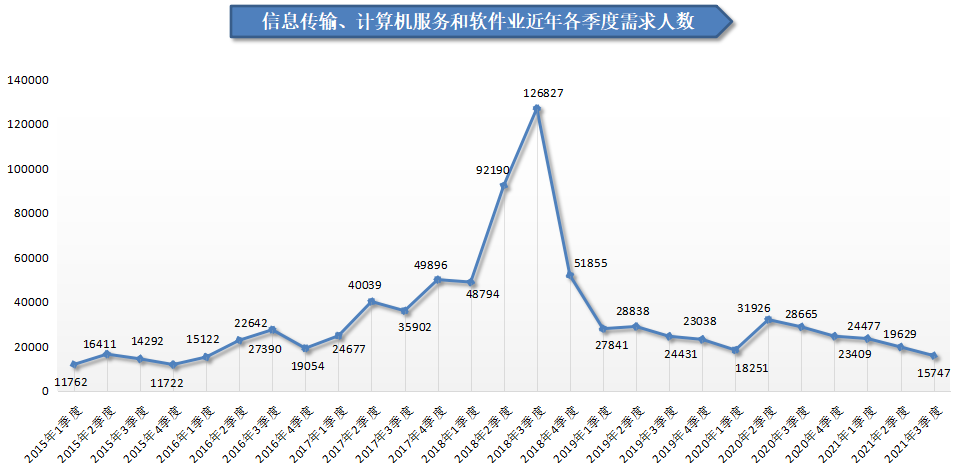 信息传输、计算机服务和软件业近年各季度需求人数
140000
120000
100000
80000
60000
40000
20000
0
11762
16411
14292
11722
15122
22642
27390
19054
24677
40039
35902
49896
48794
92190
126827
51855
27841
28838
24431
23038
18251
31926
28665
23409
24477
19629
15747
2015年1季度
2015年2季度
2015年3季度
2015年4季度
2016年1季度
2016年2季度
2016年3季度
2016年4季度
2017年1季度
2017年2季度
2017年3季度
2017年4季度
2018年1季度
2018年2季度
2018年3季度
2018年4季度
2019年1季度
2019年2季度
2019年3季度
2019年4季度
2020年1季度
2020年2季度
2020年3季度
2020年4季度
2021年1季度
2021年2季度
2021年3季度